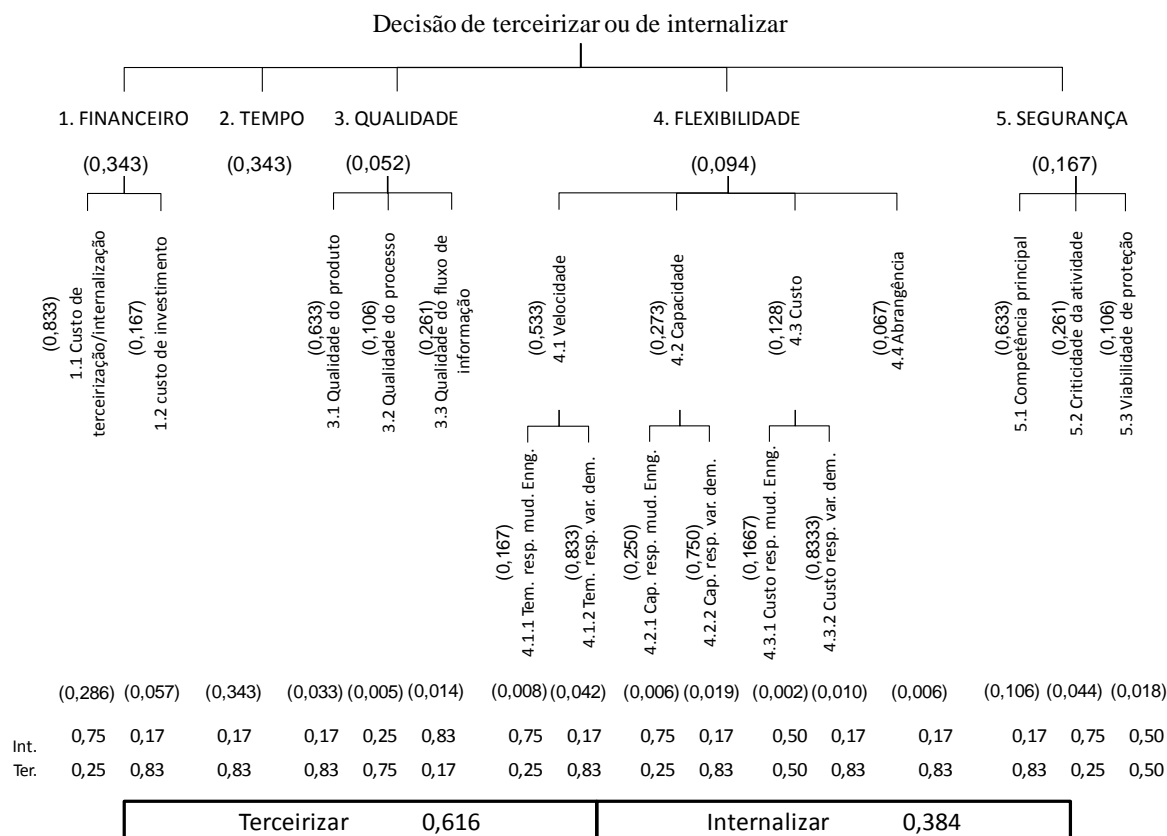 Decisão de terceirizar ou de internalizar
1. FINANCEIRO 2. TEMPO 3. QUALIDADE 4. FLEXIBILIDADE 5. SEGURANÇA
(0,343) (0,343) (0,052) (0,094) (0,167)
(0,833)
1.1 Custo de
terceirização/internalização
(0,167)
1.2 custo de investimento
(0,633)
3.1 Qualidade do produto
(0,106)
3.2 Qualidade do processo
(0,261)
3.3 Qualidade do fluxo de
informação
(0,533)
4.1 Velocidade
(0,273)
4.2 Capacidade
(0,128)
4.3 Custo
(0,067)
4.4 Abrangência
(0,633)
5.1 Competência principal
(0,261)
5.2 Criticidade da atividade
(0,106)
5.3 Viabilidade de proteção
(0,167)
4.1.1 Tem. resp. mud. Enng.
(0,833)
4.1.2 Tem. resp. var. dem.
(0,250)
4.2.1 Cap. resp. mud. Enng.
(0,750)
4.2.2 Cap. resp. var. dem.
(0,1667)
4.3.1 Custo resp. mud. Enng.
(0,8333)
4.3.2 Custo resp. var. dem.
(0,286) (0,057) (0,343) (0,033) (0,005) (0,014) (0,008) (0,042) (0,006) (0,019) (0,002) (0,010) (0,006) (0,106) (0,044) (0,018)
Int. 0,75 0,17 0,17 0,17 0,25 0,83 0,75 0,17 0,75 0,17 0,50 0,17 0,17 0,17 0,75 0,50
Ter. 0,25 0,83 0,83 0,83 0,75 0,17 0,25 0,83 0,25 0,83 0,50 0,83 0,83 0,83 0,25 0,50
Terceirizar 0,616 Internalizar 0,384